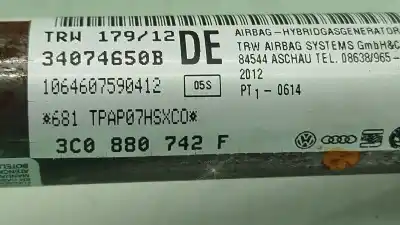 TRW 179/12 DE
34074650B
1064607590412 05S
*681 TPAP07HSXCO*
3C0 880 742 F
AIRBAG-HYBRIDGASGENERATOR
TRW AIRBAG SYSTEMS GmbH&C
84544 ASCHAU TEL. 08638/965-
2012
PT1-0614